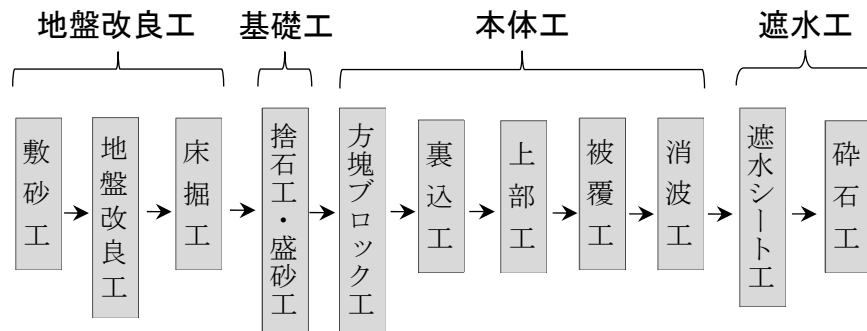 地盤改良工
基礎工
本体工
遮水工
敷砂工
地盤改良工
床掘工
捨石工・盛砂工
方塊ブロック工
裏込工
上部工
被覆工
消波工
遮水シート工
砕石工